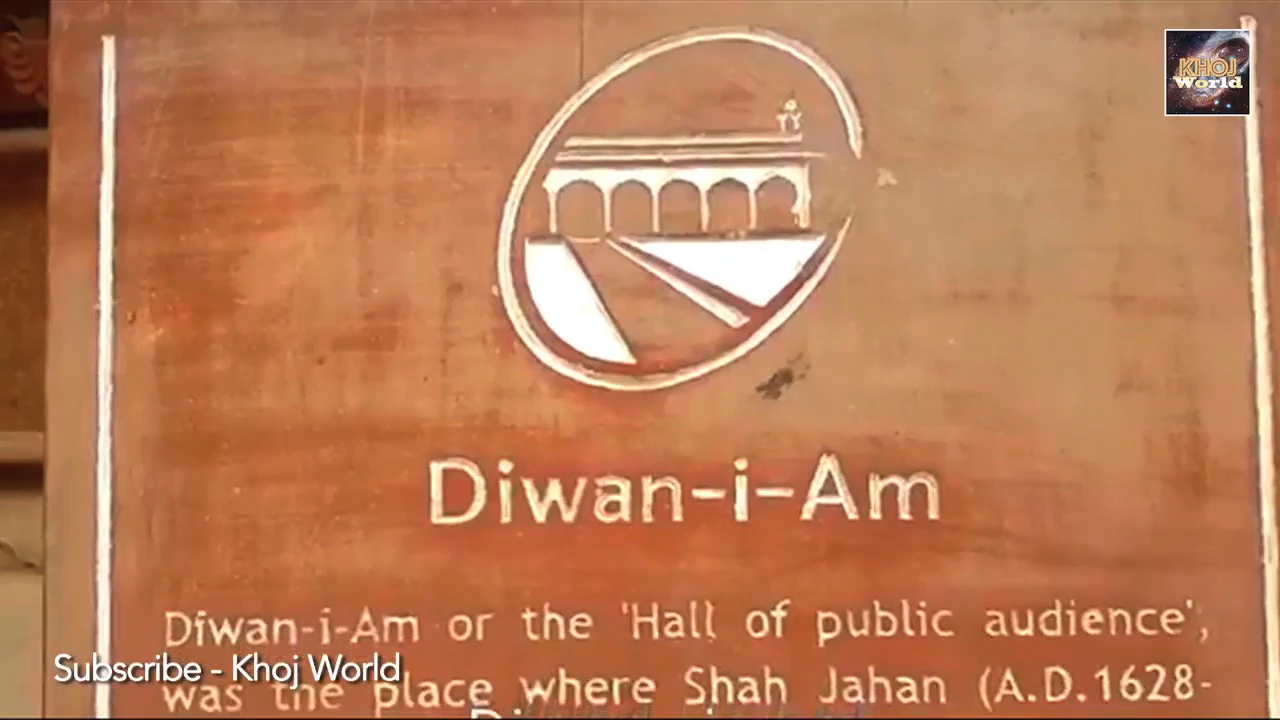 KHOJ
World
Diwan-i-Am
Diwan-i-Am or the 'Hall of public audience',
was the place where Shah Jahan (A.D.1628-
Subscribe - Khoj World